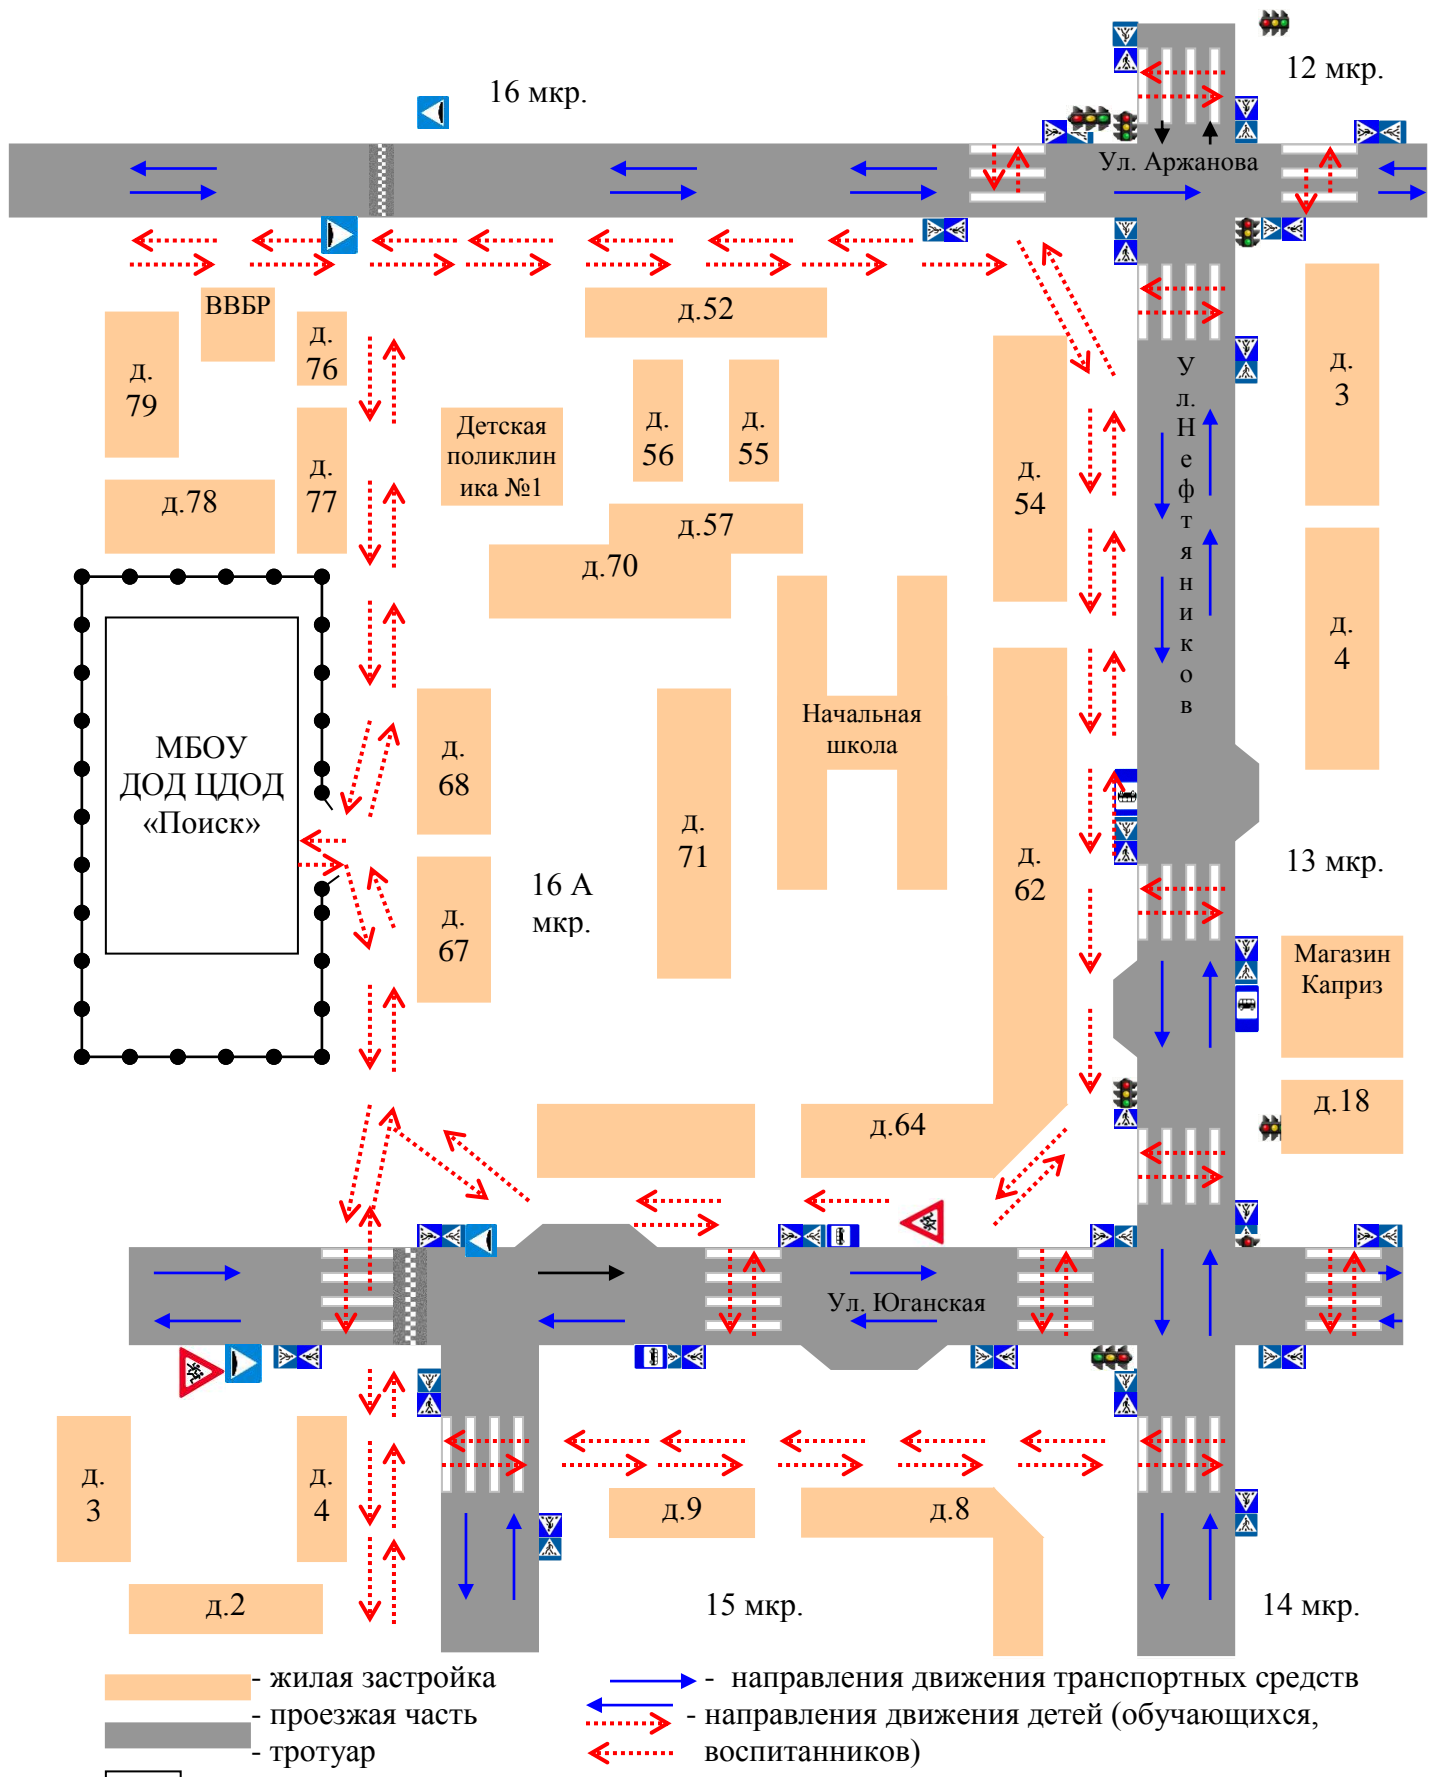 12 мкр.
16 мкр.
Ул. Аржанова
ВВБР
д.52
д.
76
д.
79
д.
3
У
л.
Н
е
ф
т
я
н
и
к
о
в
Детская
поликлин
ика №1
д.
56
д.
55
д.
77
д.
54
д.78
д.57
д.70
д.
4
МБОУ
ДОД ЦДОД
«Поиск»
д.
68
Начальная
школа
д.
71
д.
62
13 мкр.
16 А
мкр.
д.
67
Магазин
Каприз
д.18
д.64
Ул. Юганская
д.
3
д.
4
д.9
д.8
д.2
15 мкр.
14 мкр.
- жилая застройка
- проезжая часть
- тротуар
- направления движения транспортных средств
- направления движения детей (обучающихся,
воспитанников)